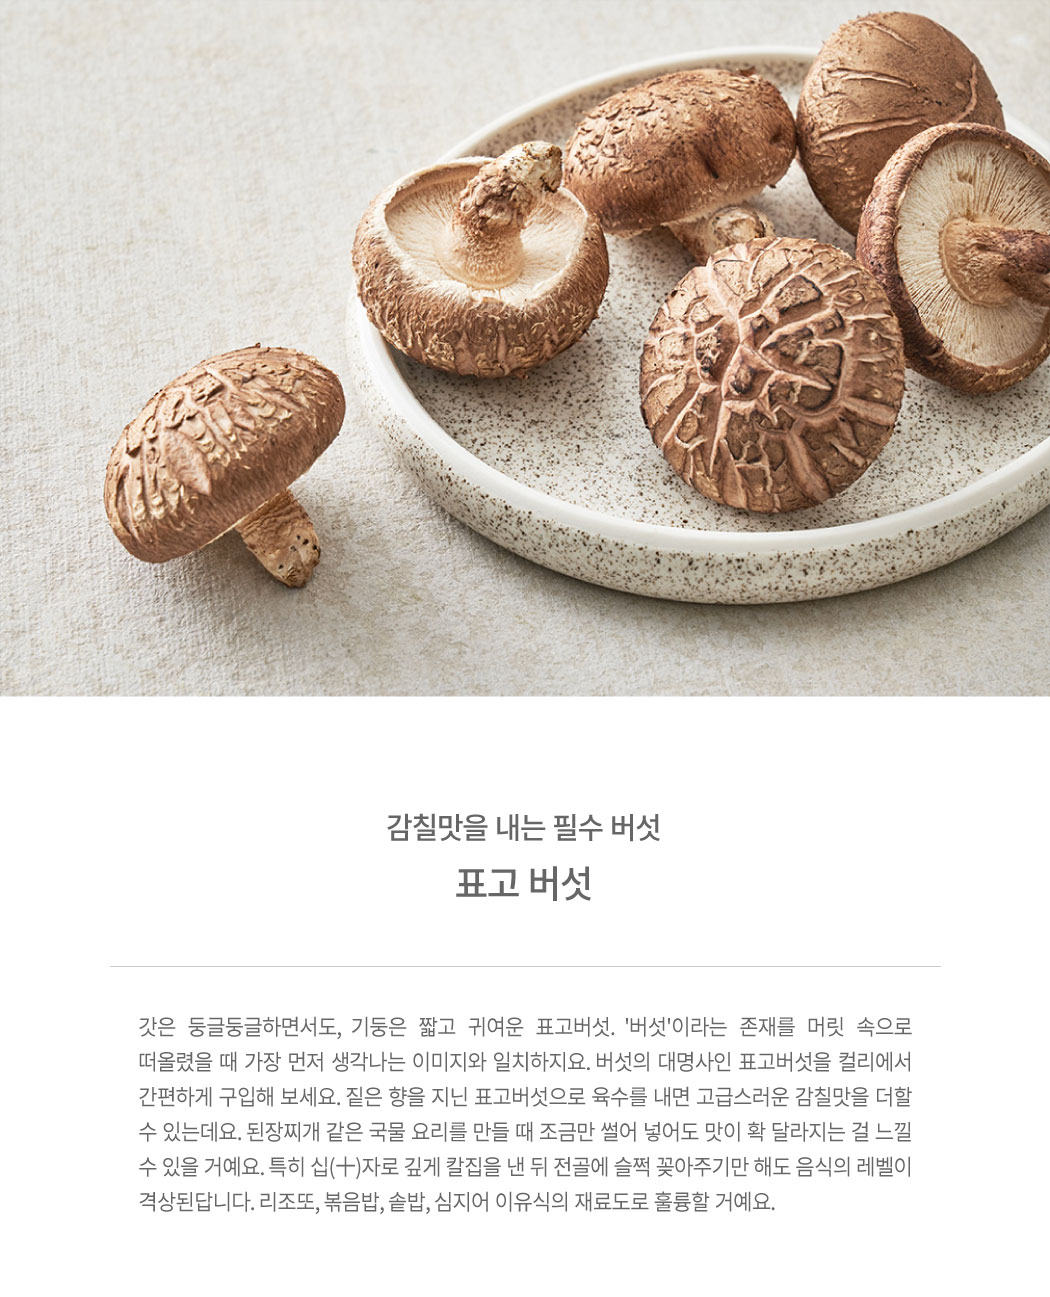 감칠맛을 내는 필수 버섯
표고 버섯
갓은 둥글둥글하면서도, 기둥은 짧고 귀여운 표고버섯. '버섯'이라는 존재를 머릿 속으로
떠올렸을 때 가장 먼저 생각나는 이미지와 일치하지요. 버섯의 대명사인 표고버섯을 컬리에서
간편하게 구입해 보세요. 짙은 향을 지닌 표고버섯으로 육수를 내면 고급스러운 감칠맛을 더할
수 있는데요. 된장찌개 같은 국물 요리를 만들 때 조금만 썰어 넣어도 맛이 확 달라지는 걸 느낄
수 있을 거예요. 특히 십(十)자로 깊게 칼집을 낸 뒤 전골에 슬쩍 꽂아주기만 해도 음식의 레벨이
격상된답니다. 리조또, 볶음밥, 솥밥, 심지어 이유식의 재료도로 훌륭할 거예요.